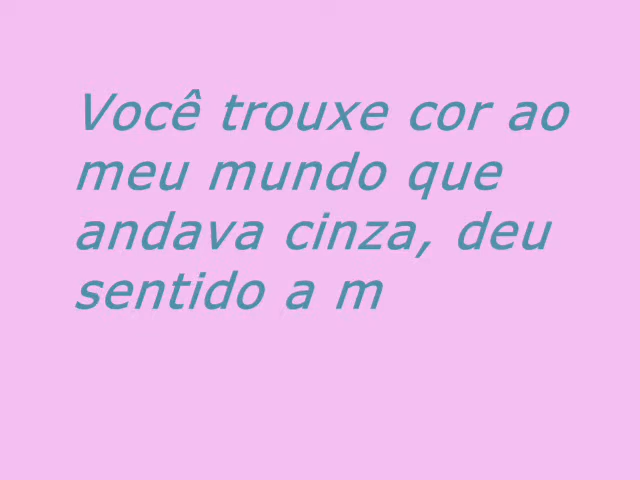 Você trouxe cor ao
meu mundo que
andava cinza, deu
sentido a m